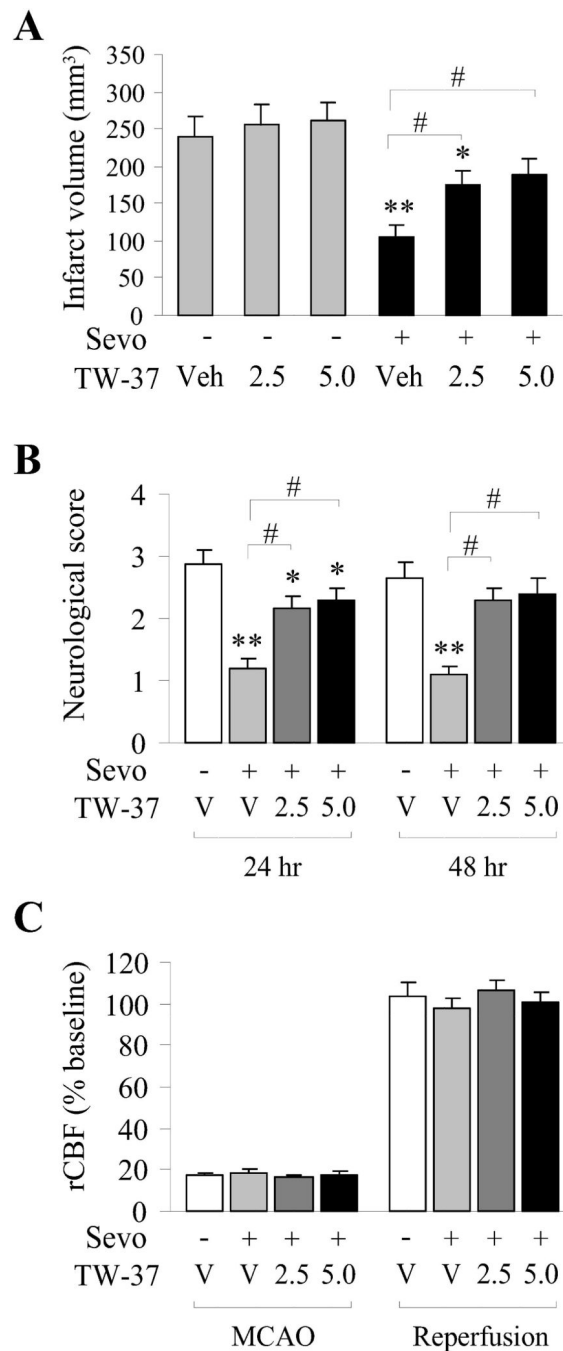 A
Infarct volume (mm³)
350
300
250
200
150
100
50
0
#
#
*
**
Sevo - - - + + +
TW-37 Veh 2.5 5.0 Veh 2.5 5.0
B
Neurological score
4
3
2
1
0
# #
# #
* *
** **
Sevo - + + + - + + +
TW-37 V V 2.5 5.0 V V 2.5 5.0
24 hr 48 hr
C
rCBF (% baseline)
120
100
80
60
40
20
0
Sevo - + + + - + + +
TW-37 V V 2.5 5.0 V V 2.5 5.0
MCAO Reperfusion